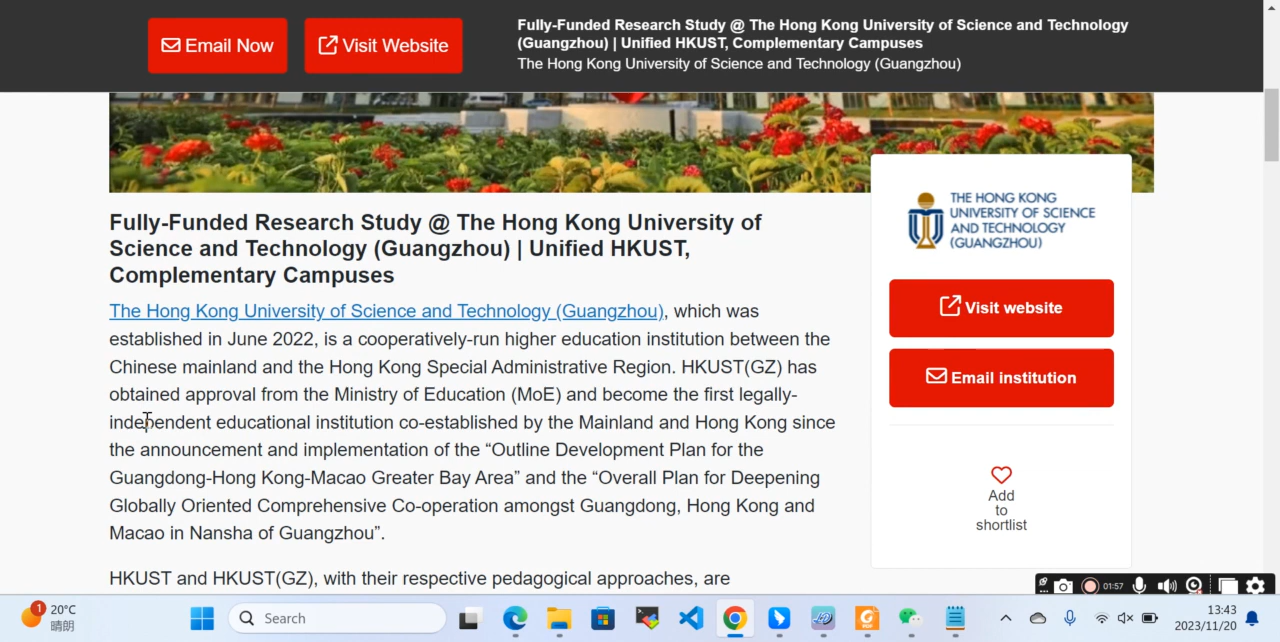 Email Now
Visit Website
Fully-Funded Research Study @ The Hong Kong University of Science and Technology
(Guangzhou) | Unified HKUST, Complementary Campuses
The Hong Kong University of Science and Technology (Guangzhou)
Fully-Funded Research Study @ The Hong Kong University of
Science and Technology (Guangzhou) | Unified HKUST,
Complementary Campuses
The Hong Kong University of Science and Technology (Guangzhou), which was
established in June 2022, is a cooperatively-run higher education institution between the
Chinese mainland and the Hong Kong Special Administrative Region. HKUST(GZ) has
obtained approval from the Ministry of Education (MoE) and become the first legally-
independent educational institution co-established by the Mainland and Hong Kong since
the announcement and implementation of the “Outline Development Plan for the
Guangdong-Hong Kong-Macao Greater Bay Area” and the “Overall Plan for Deepening
Globally Oriented Comprehensive Co-operation amongst Guangdong, Hong Kong and
Macao in Nansha of Guangzhou”.
HKUST and HKUST(GZ), with their respective pedagogical approaches, are
THE HONG KONG
UNIVERSITY OF SCIENCE
AND TECHNOLOGY
(GUANGZHOU)
Visit website
Email institution
Add
to
shortlist
01:57
1
20°C
晴朗
Search
13:43
2023/11/20